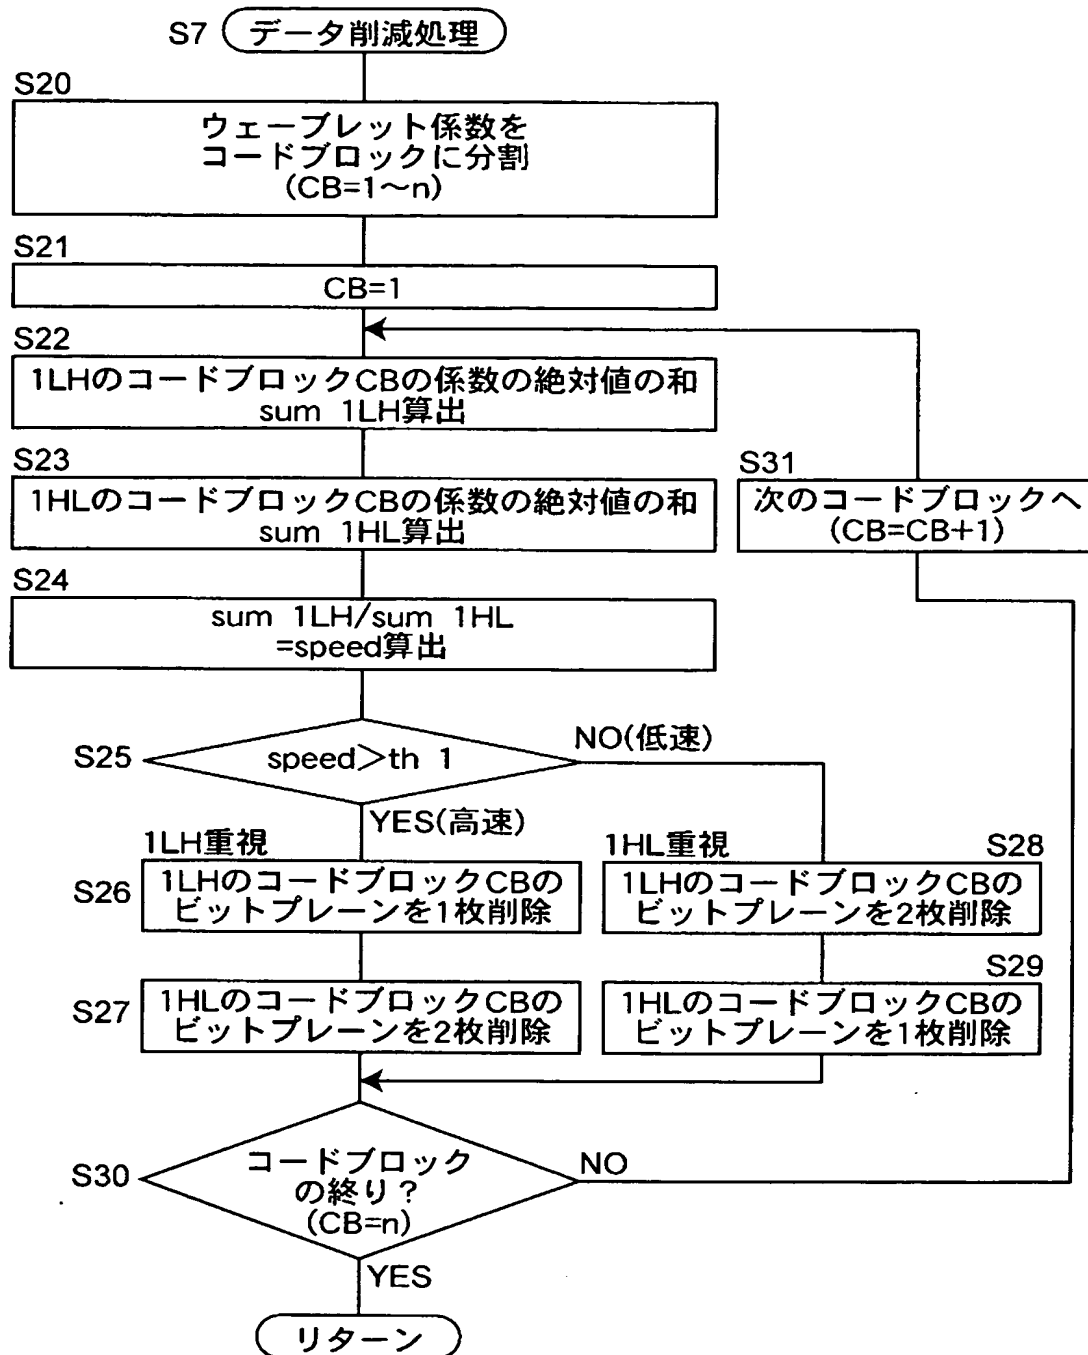 S7 データ削減処理
S20
ウェーブレット係数を
コードブロックに分割
(CB=1～n)
S21
CB=1
S22
1LHのコードブロックCBの係数の絶対値の和
sum 1LH算出
S23
1HLのコードブロックCBの係数の絶対値の和
sum 1HL算出
S31
次のコードブロックへ
(CB=CB+1)
S24
sum 1LH/sum 1HL
=speed算出
S25 speed＞th 1
NO(低速)
YES(高速)
1LH重視
S26 1LHのコードブロックCBの
ビットプレーンを1枚削除
S27 1HLのコードブロックCBの
ビットプレーンを2枚削除
1HL重視 S28
1LHのコードブロックCBの
ビットプレーンを2枚削除
S29
1HLのコードブロックCBの
ビットプレーンを1枚削除
S30 コードブロック
の終り？
(CB=n)
NO
YES
リターン